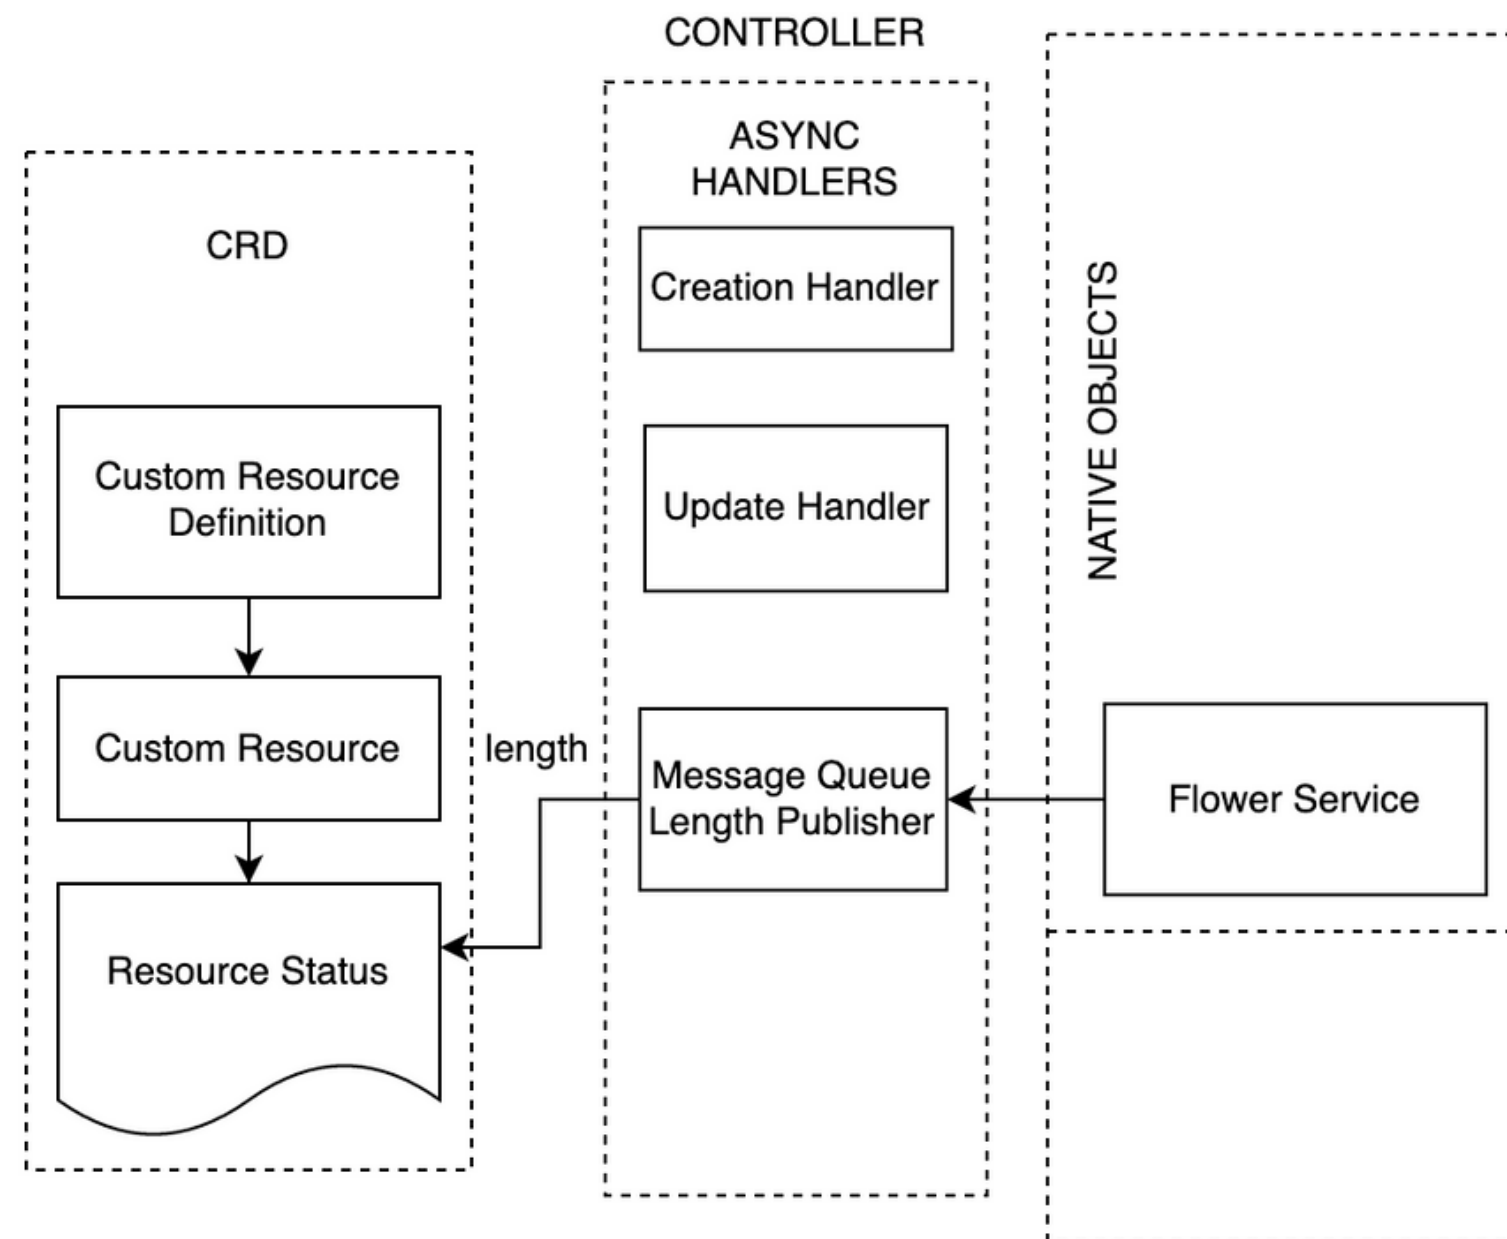 CONTROLLER
ASYNC
HANDLERS
CRD
Creation Handler
Custom Resource
Definition
Update Handler
NATIVE OBJECTS
Custom Resource
length
Message Queue
Length Publisher
Flower Service
Resource Status